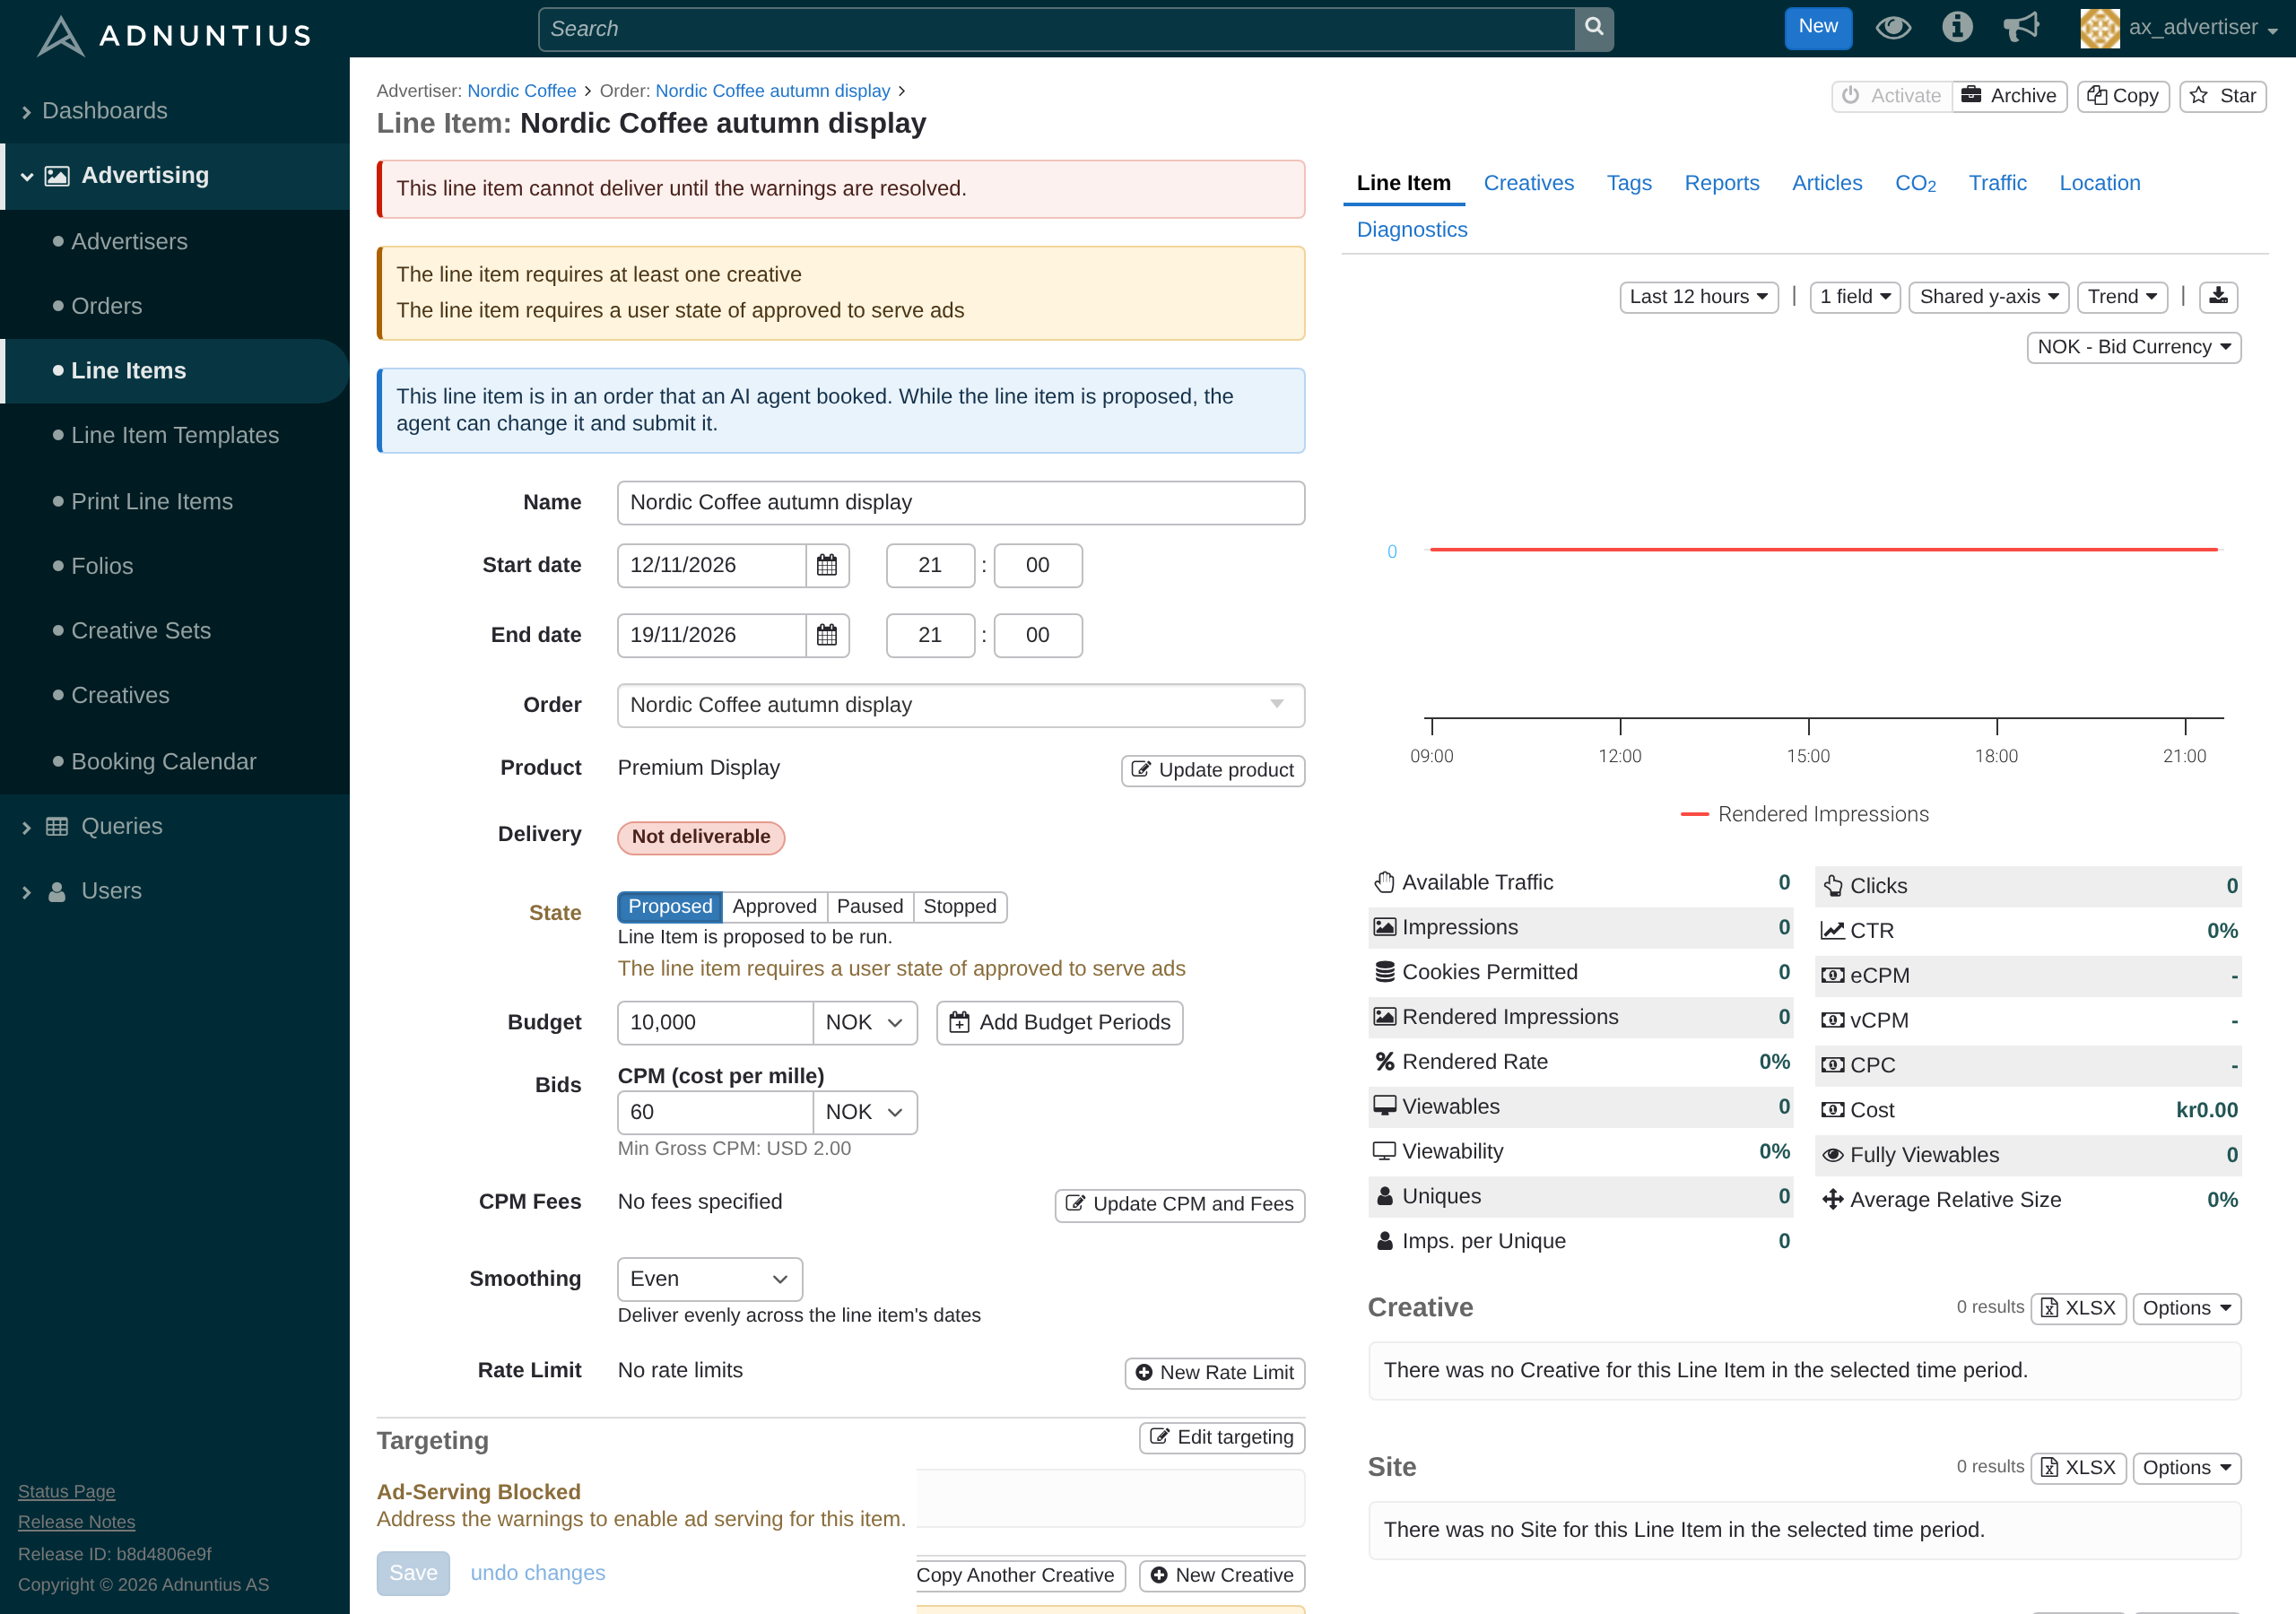 ADNUNTIUS
Search
New
ax_advertiser
Dashboards
Advertising
Advertisers
Orders
Line Items
Line Item Templates
Print Line Items
Folios
Creative Sets
Creatives
Booking Calendar
Queries
Users
Status Page
Release Notes
Release ID: b8d4806e9f
Copyright © 2026 Adnuntius AS
Advertiser: Nordic Coffee › Order: Nordic Coffee autumn display ›
Line Item: Nordic Coffee autumn display
Activate Archive Copy Star
This line item cannot deliver until the warnings are resolved.
The line item requires at least one creative
The line item requires a user state of approved to serve ads
This line item is in an order that an AI agent booked. While the line item is proposed, the
agent can change it and submit it.
Name Nordic Coffee autumn display
Start date 12/11/2026 21 : 00
End date 19/11/2026 21 : 00
Order Nordic Coffee autumn display
Product Premium Display Update product
Delivery Not deliverable
State Proposed Approved Paused Stopped
Line Item is proposed to be run.
The line item requires a user state of approved to serve ads
Budget 10,000 NOK Add Budget Periods
Bids CPM (cost per mille)
60 NOK
Min Gross CPM: USD 2.00
CPM Fees No fees specified Update CPM and Fees
Smoothing Even
Deliver evenly across the line item's dates
Rate Limit No rate limits New Rate Limit
Targeting Edit targeting
Ad-Serving Blocked
Address the warnings to enable ad serving for this item.
Save undo changes Copy Another Creative New Creative
Line Item Creatives Tags Reports Articles CO2 Traffic Location
Diagnostics
Last 12 hours | 1 field Shared y-axis Trend |
NOK - Bid Currency
0
09:00 12:00 15:00 18:00 21:00
Rendered Impressions
Available Traffic 0
Impressions 0
Cookies Permitted 0
Rendered Impressions 0
Rendered Rate 0%
Viewables 0
Viewability 0%
Uniques 0
Imps. per Unique 0
Clicks 0
CTR 0%
eCPM -
vCPM -
CPC -
Cost kr0.00
Fully Viewables 0
Average Relative Size 0%
Creative 0 results XLSX Options
There was no Creative for this Line Item in the selected time period.
Site 0 results XLSX Options
There was no Site for this Line Item in the selected time period.